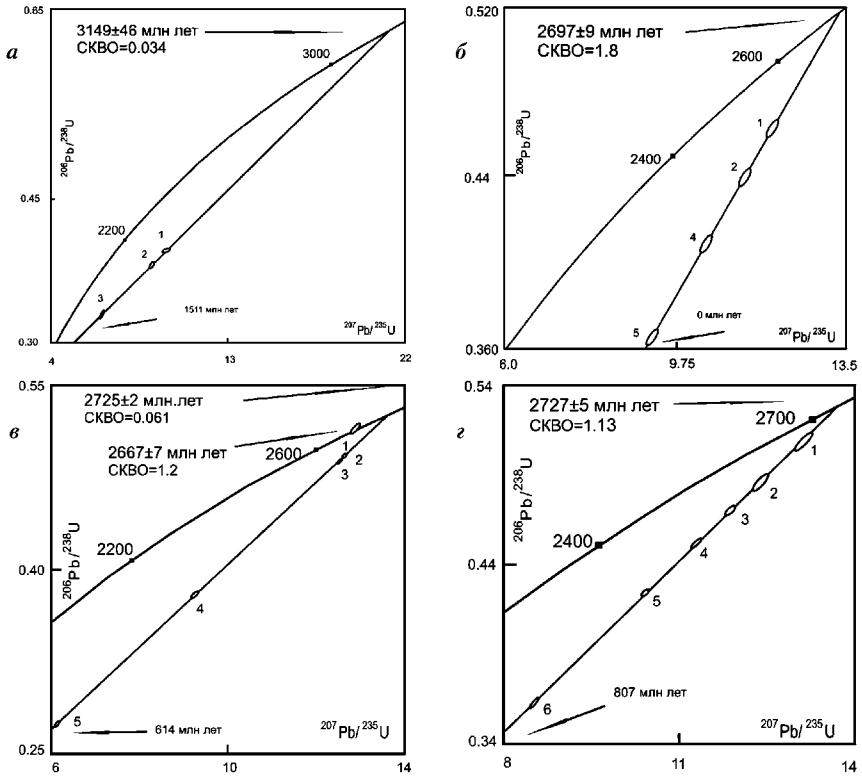 а
0.65
3149±46 млн лет
СКВО=0.034
3000
206Pb/238U
0.45
2200
1
2
3
1511 млн лет
0.30
207Pb/235U
4
13
22
б
0.520
2697±9 млн лет
СКВО=1.8
2600
206Pb/238U
1
2400
0.44
2
4
0 млн лет
5
207Pb/235U
0.360
6.0
9.75
13.5
в
0.55
2725±2 млн.лет
СКВО=0.061
2667±7 млн лет
СКВО=1.2
2600
1
2
3
206Pb/238U
2200
0.40
4
5
614 млн лет
207Pb/235U
0.25
6
10
14
г
0.54
2727±5 млн лет
СКВО=1.13
2700
1
206Pb/238U
2
3
2400
4
0.44
5
807 млн лет
6
207Pb/235U
0.34
8
11
14